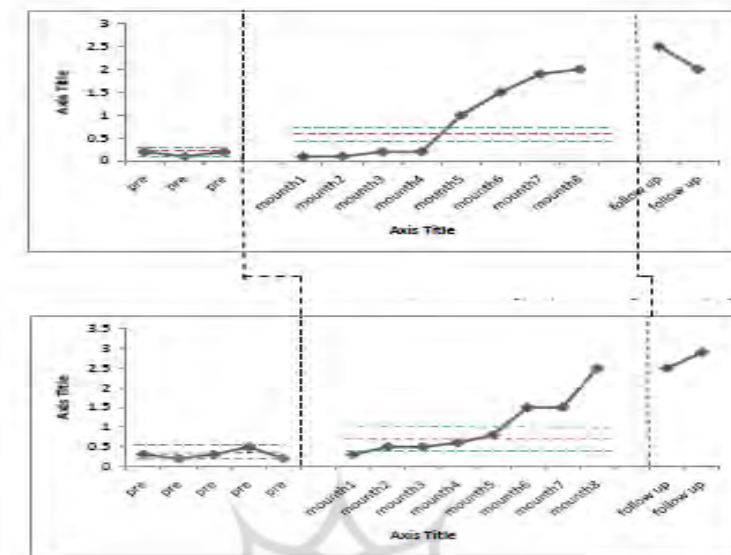 3
2.5
2
1.5
1
0.5
0
Axis Title
pre
pre
pre
mounth1
mounth2
mounth3
mounth4
mounth5
mounth6
mounth7
mounth8
follow up
follow up
Axis Title
3.5
3
2.5
2
1.5
1
0.5
0
Axis Title
pre
pre
pre
pre
pre
mounth1
mounth2
mounth3
mounth4
mounth5
mounth6
mounth7
mounth8
follow up
follow up
Axis Title